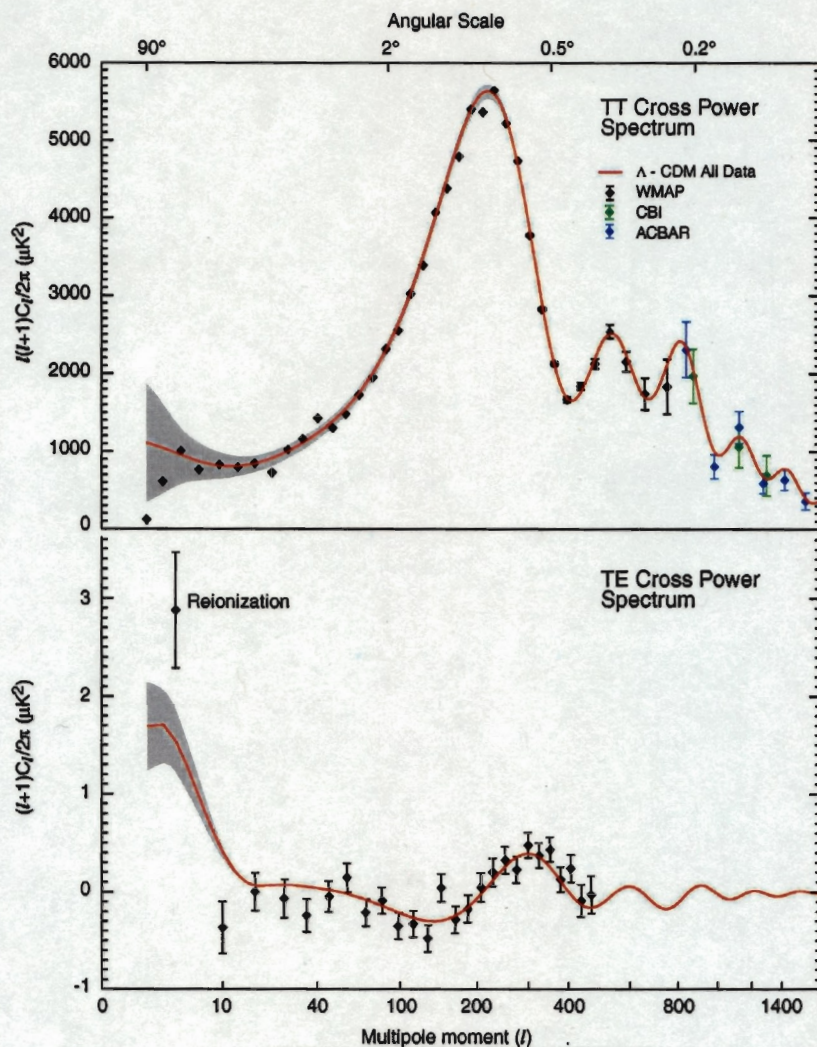 Angular Scale
90° 2° 0.5° 0.2°
6000
TT Cross Power
Spectrum
5000
Λ - CDM All Data
WMAP
CBI
ACBAR
4000
l(l+1)Cl/2π (μK²)
3000
2000
1000
0
TE Cross Power
Spectrum
Reionization
3
2
(l+1)Cl/2π (μK²)
1
0
-1
0 10 40 100 200 400 800 1400
Multipole moment (l)